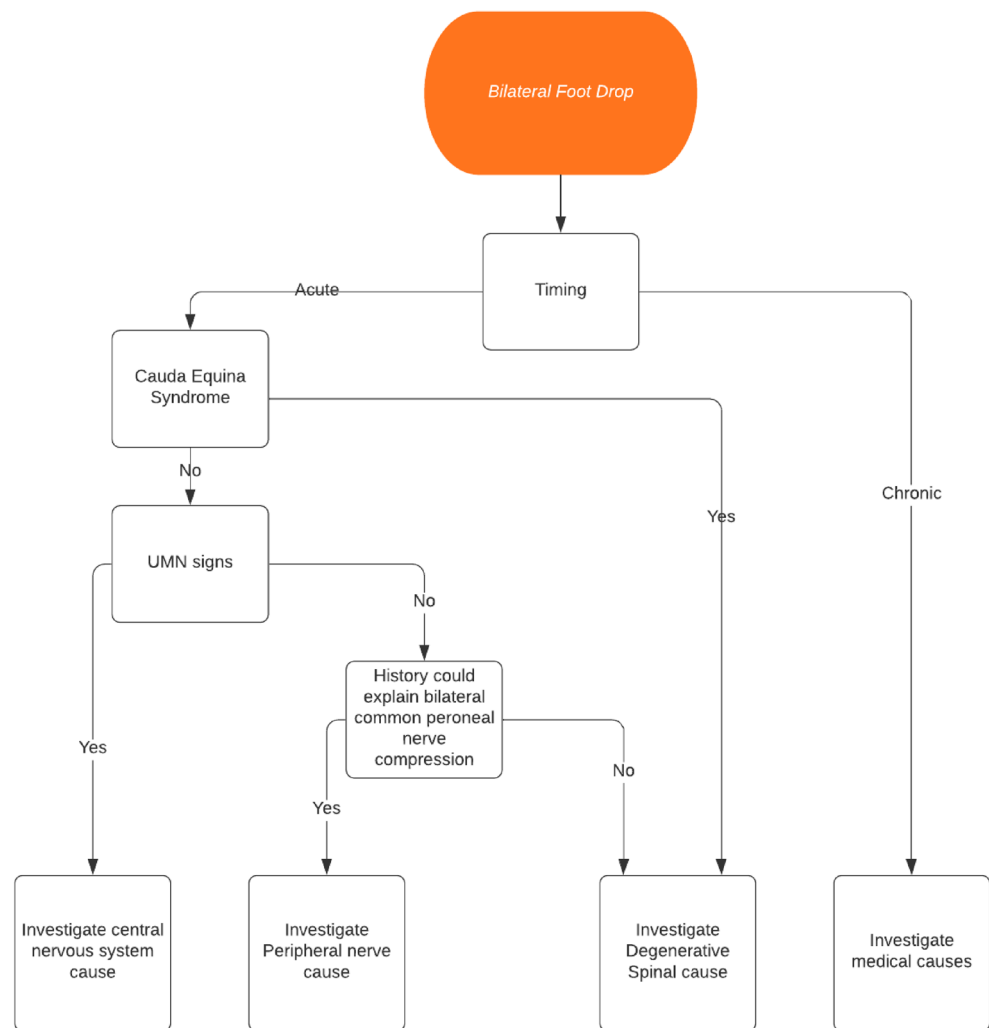 Bilateral Foot Drop
Timing
Acute
Cauda Equina
Syndrome
No
UMN signs
Yes
Chronic
No
History could
explain bilateral
common peroneal
nerve
compression
Yes
No
Yes
Investigate central
nervous system
cause
Investigate
Peripheral nerve
cause
Investigate
Degenerative
Spinal cause
Investigate
medical causes